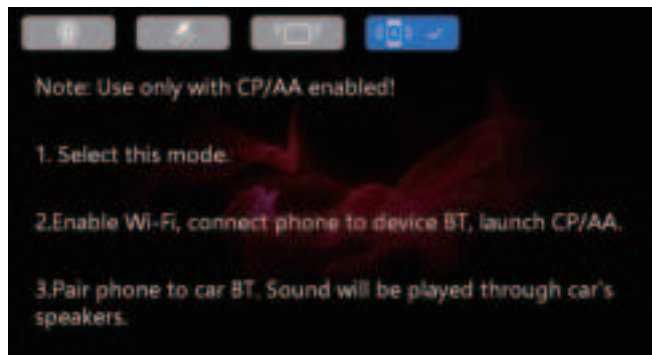 Note: Use only with CP/AA enabled!
1. Select this mode.
2.Enable Wi-Fi, connect phone to device BT, launch CP/AA.
3.Pair phone to car BT. Sound will be played through car's
speakers.